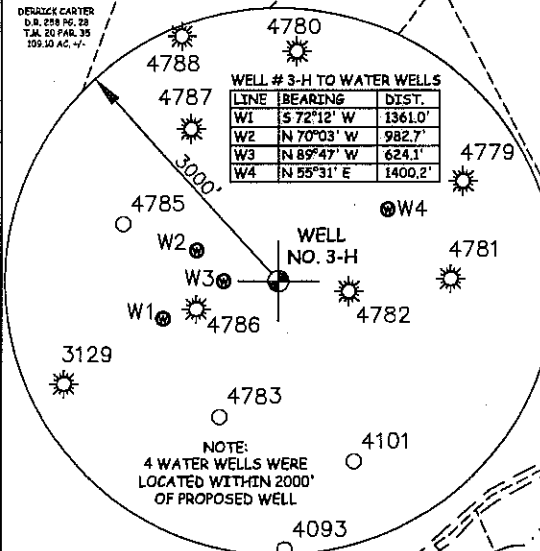 DERRICK CARTER
D.B. 258 PG. 28
T.M. 20 PAR. 35
109.10 AC. +/-
4780
4788
WELL # 3-H TO WATER WELLS
LINE BEARING DIST.
W1 S 72°12' W 1361.0'
W2 N 70°03' W 982.7'
W3 N 89°47' W 624.1'
W4 N 55°31' E 1400.2'
4787
3000'
4779
4785
W4
W2
WELL
NO. 3-H
4781
W3
4782
W1
4786
3129
4783
4101
NOTE:
4 WATER WELLS WERE
LOCATED WITHIN 2000'
OF PROPOSED WELL
4093